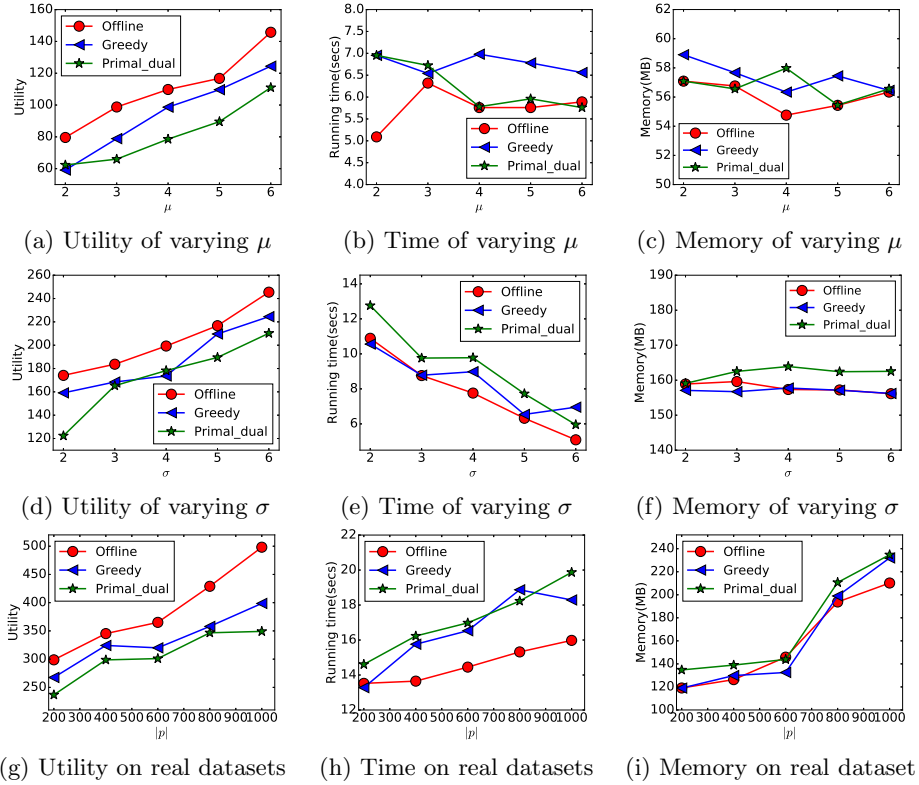 160
140
120
100
80
60
Utility
Offline
Greedy
Primal_dual
2 3 4 5 6
μ
(a) Utility of varying μ
8.0
7.5
7.0
6.5
6.0
5.5
5.0
4.5
4.0
Running time(secs)
Offline
Greedy
Primal_dual
2 3 4 5 6
μ
(b) Time of varying μ
62
60
58
56
54
52
50
Memory(MB)
Offline
Greedy
Primal_dual
2 3 4 5 6
μ
(c) Memory of varying μ
260
240
220
200
180
160
140
120
Utility
Offline
Greedy
Primal_dual
2 3 4 5 6
σ
(d) Utility of varying σ
14
12
10
8
6
Running time(secs)
Offline
Greedy
Primal_dual
2 3 4 5 6
σ
(e) Time of varying σ
190
180
170
160
150
140
Memory(MB)
Offline
Greedy
Primal_dual
2 3 4 5 6
σ
(f) Memory of varying σ
500
450
400
350
300
250
Utility
Offline
Greedy
Primal_dual
200 300 400 500 600 700 800 900 1000
|p|
(g) Utility on real datasets
22
20
18
16
14
12
Running time(secs)
Offline
Greedy
Primal_dual
200 300 400 500 600 700 800 900 1000
|p|
(h) Time on real datasets
240
220
200
180
160
140
120
100
Memory(MB)
Offline
Greedy
Primal_dual
200 300 400 500 600 700 800 900 1000
|p|
(i) Memory on real dataset